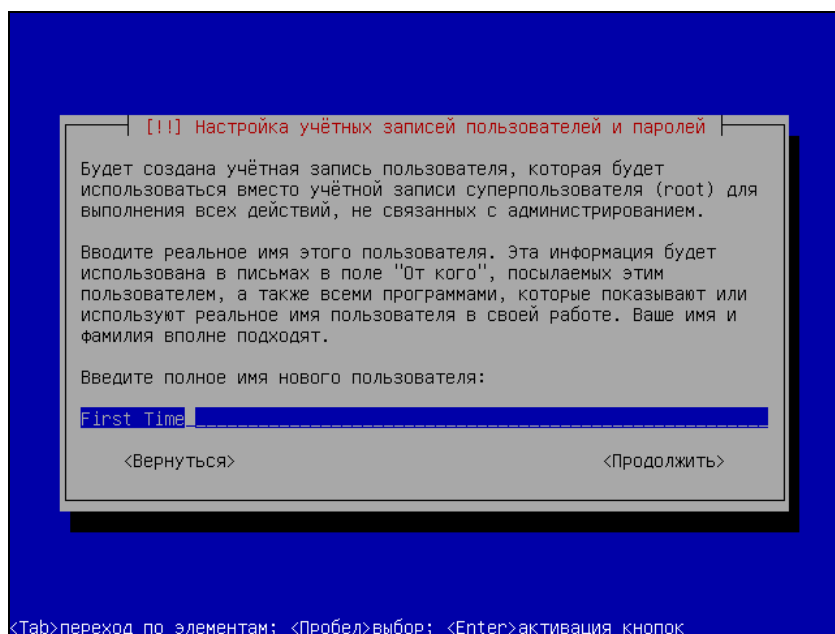 [!!] Настройка учётных записей пользователей и паролей
Будет создана учётная запись пользователя, которая будет
использоваться вместо учётной записи суперпользователя (root) для
выполнения всех действий, не связанных с администрированием.
Вводите реальное имя этого пользователя. Эта информация будет
использована в письмах в поле "От кого", посылаемых этим
пользователем, а также всеми программами, которые показывают или
используют реальное имя пользователя в своей работе. Ваше имя и
фамилия вполне подходят.
Введите полное имя нового пользователя:
First Time
<Вернуться> <Продолжить>
<Tab>переход по элементам; <Пробел>выбор; <Enter>активация кнопок